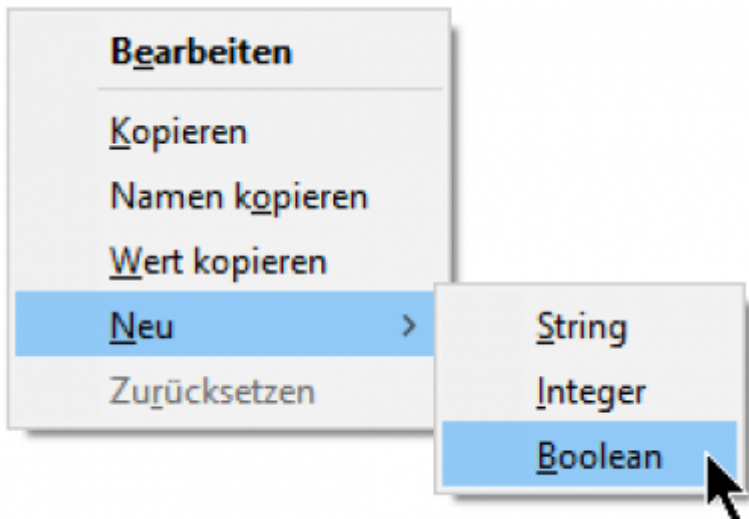 Bearbeiten
Kopieren
Namen kopieren
Wert kopieren
Neu
Zurücksetzen
String
Integer
Boolean